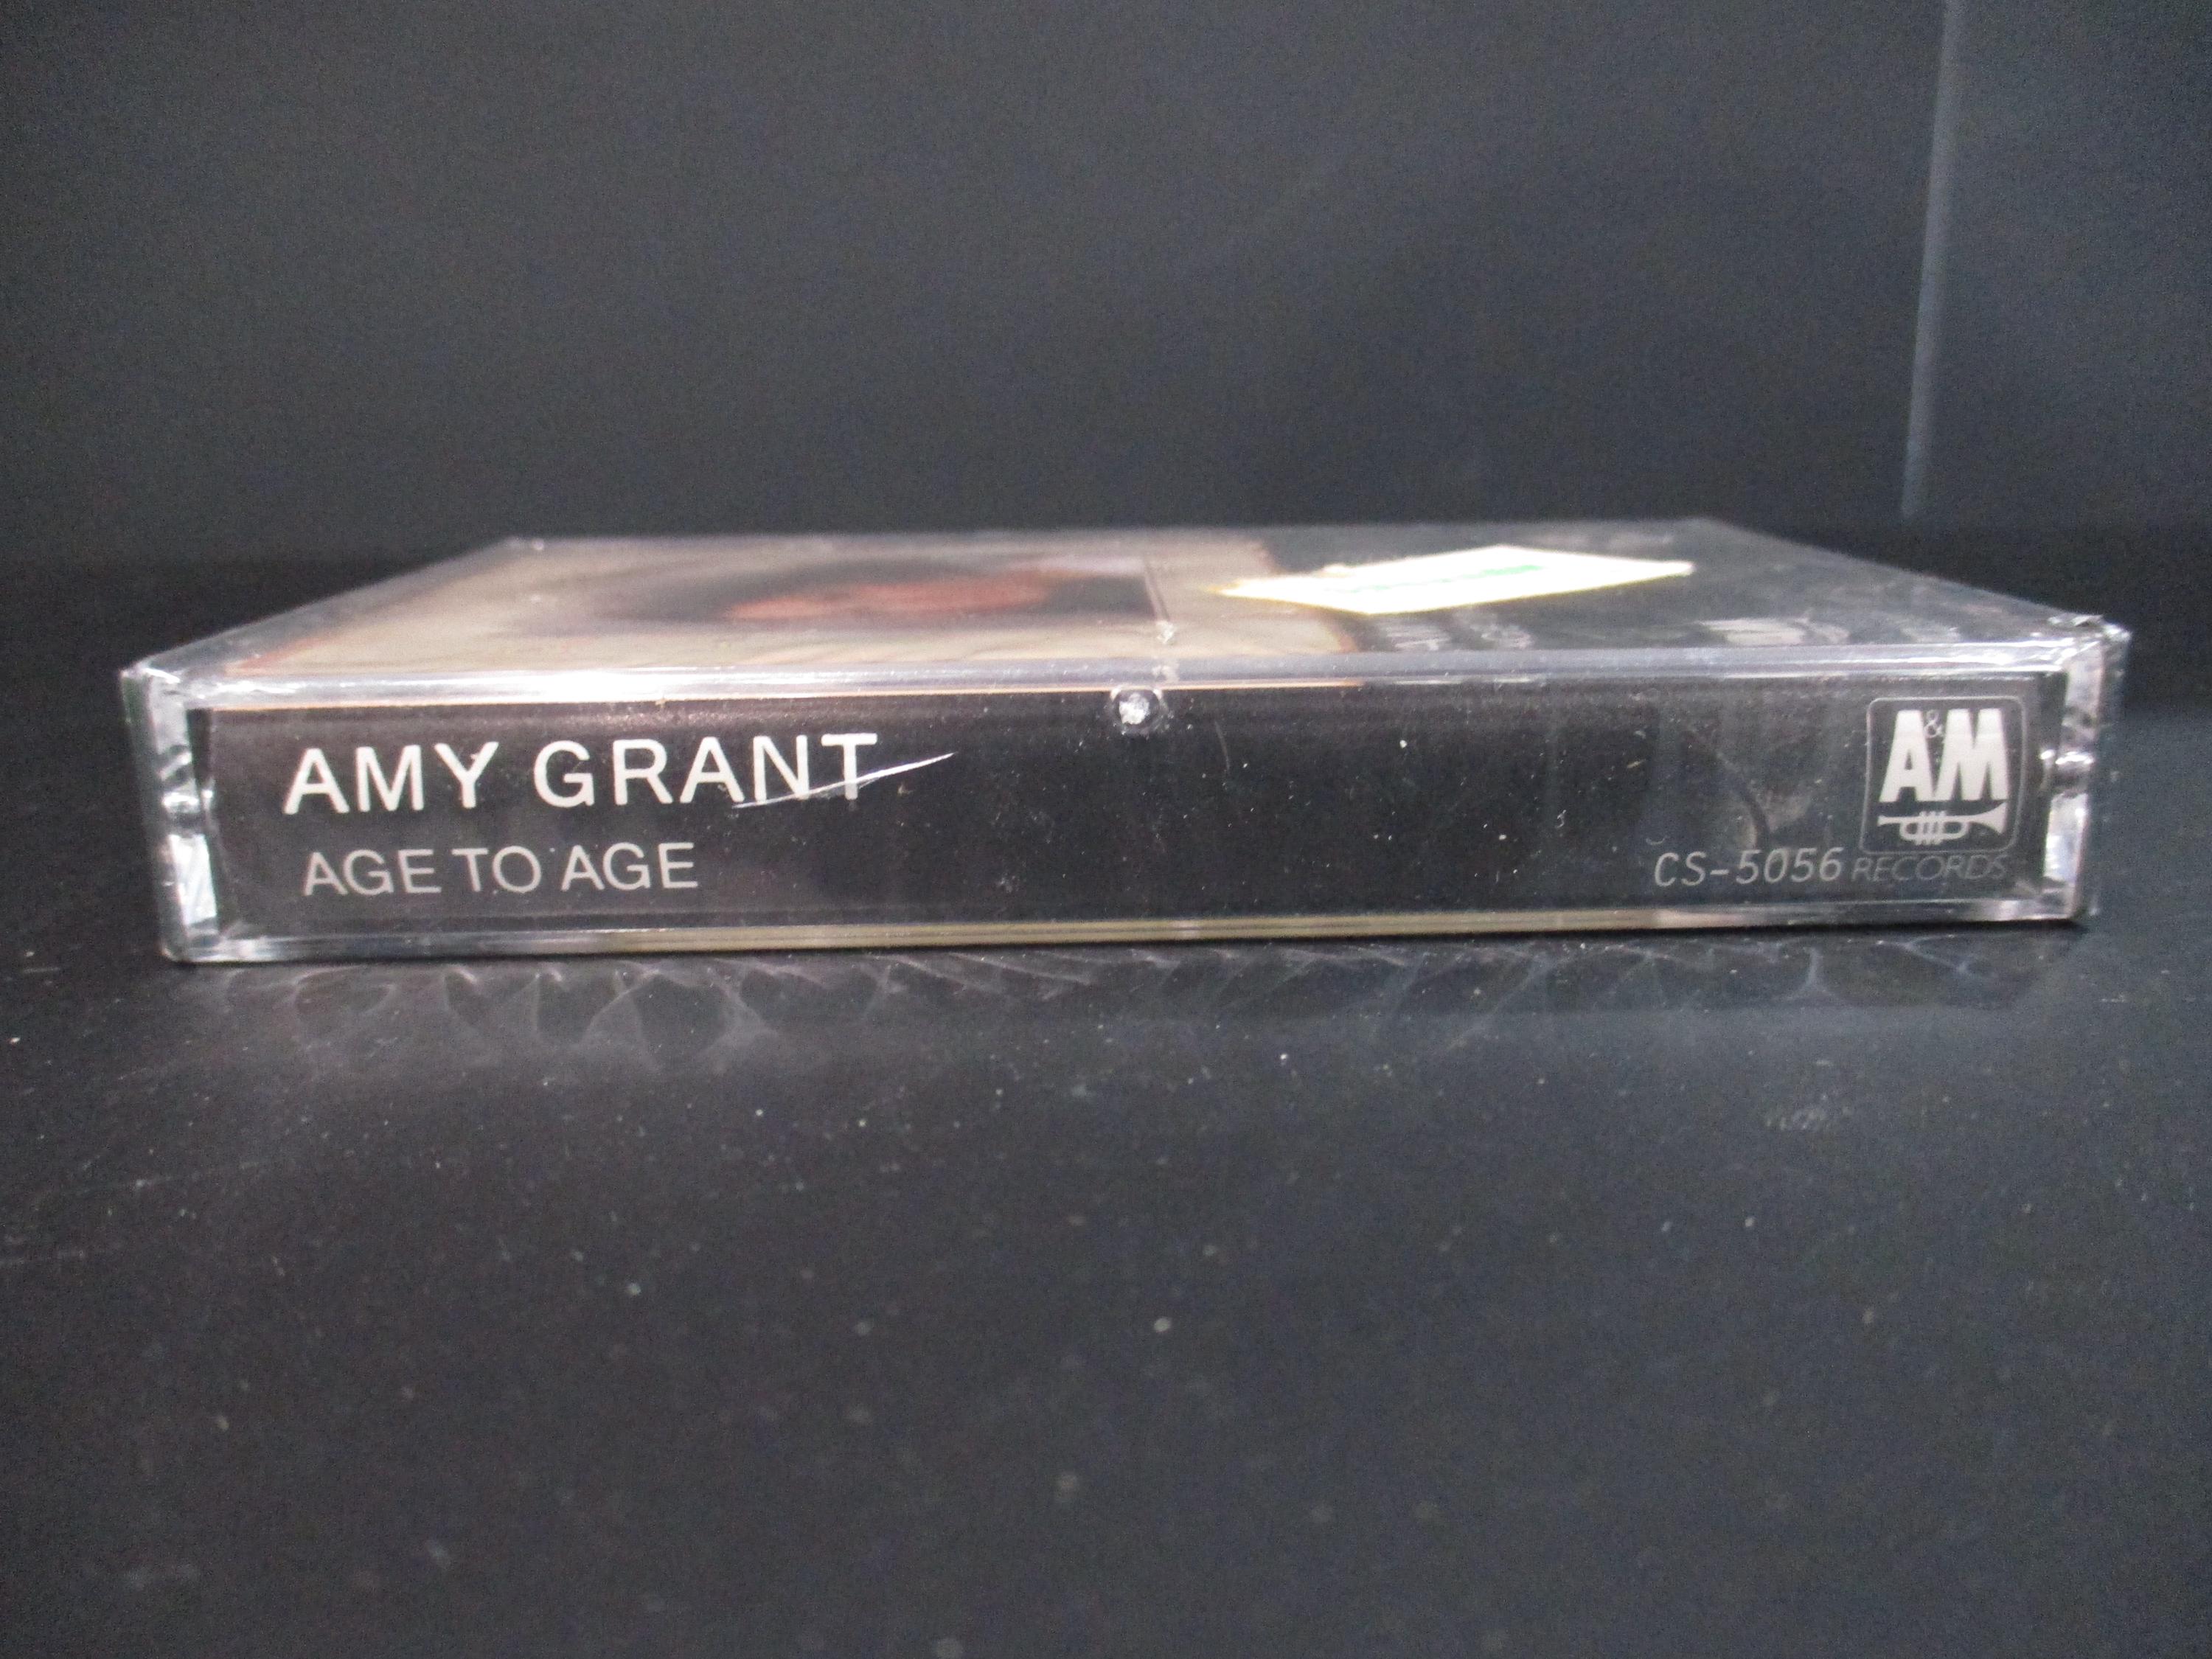 AMY GRANT
AGE TO AGE
A&M
CS-5056 RECORDS